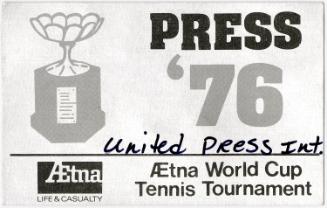 PRESS
'76
United Press Int.
Ætna
LIFE & CASUALTY
Ætna World Cup
Tennis Tournament